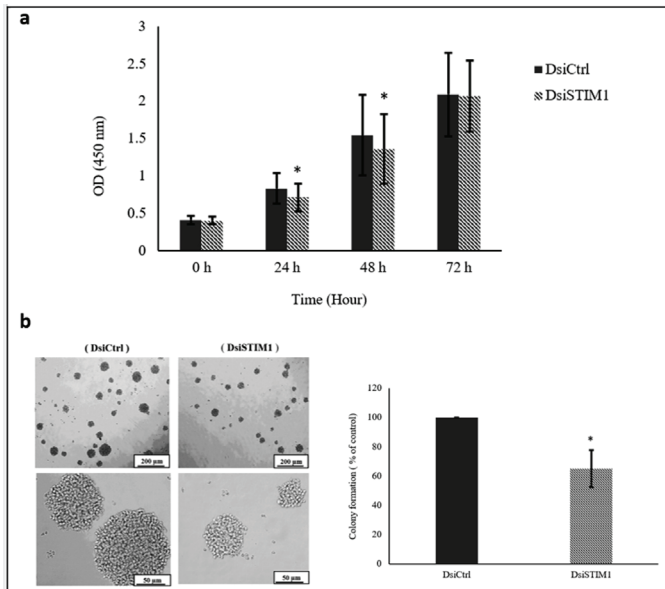 a
2.5
2
1.5
1
0.5
0
OD (450 nm)
*
*
DsiCtrl
DsiSTIM1
0 h 24 h 48 h 72 h
Time (Hour)
b
( DsiCtrl ) ( DsiSTIM1 )
200 µm 200 µm
50 µm 50 µm
120
100
80
60
40
20
0
Colony formation ( % of control)
*
DsiCtrl DsiSTIM1